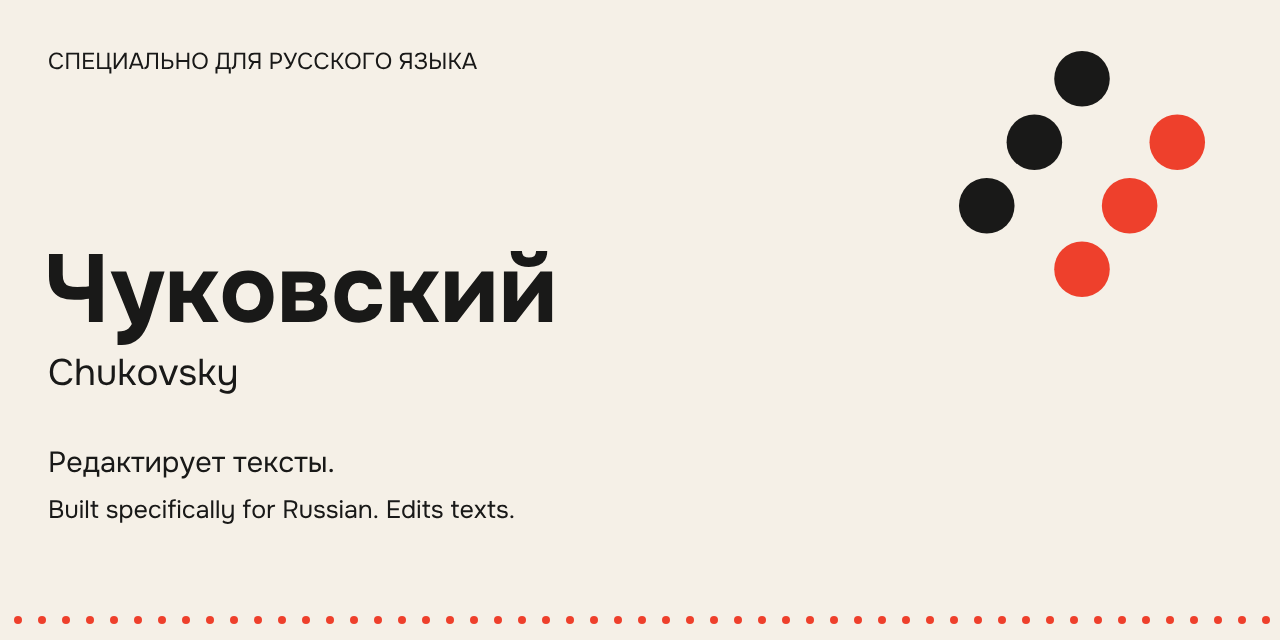 СПЕЦИАЛЬНО ДЛЯ РУССКОГО ЯЗЫКА
Чуковский
Chukovsky
Редактирует тексты.
Built specifically for Russian. Edits texts.